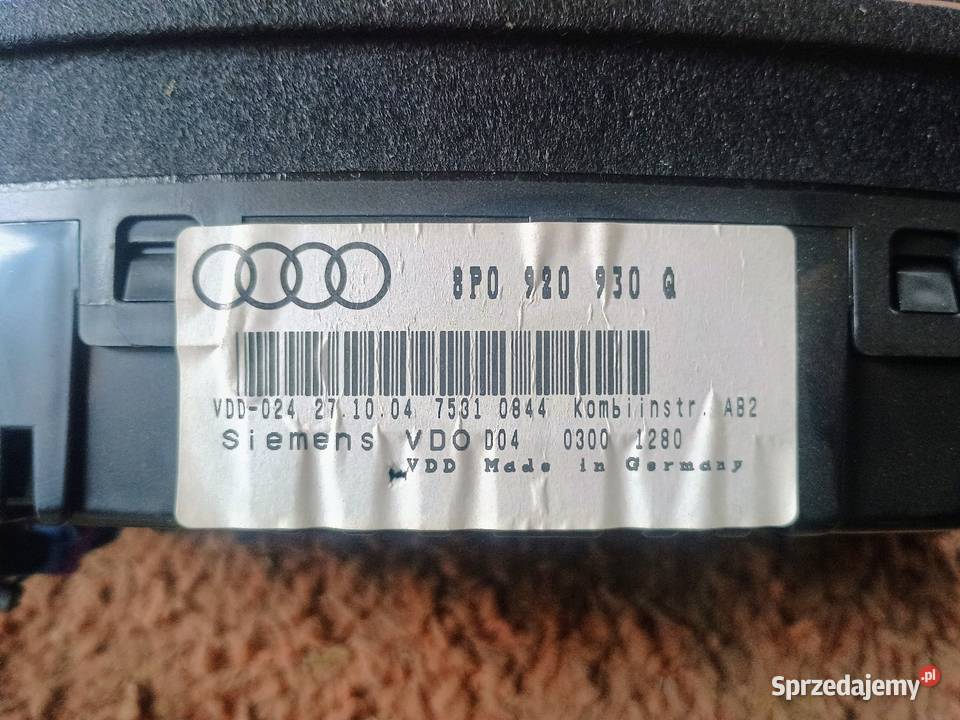 8P0 920 930 Q
VDD-024 27.10.04 7531 0844 Kombiinstr. AB2
Siemens VDO D04 0300 1280
VDD Made in Germany
Sprzedajemy.pl